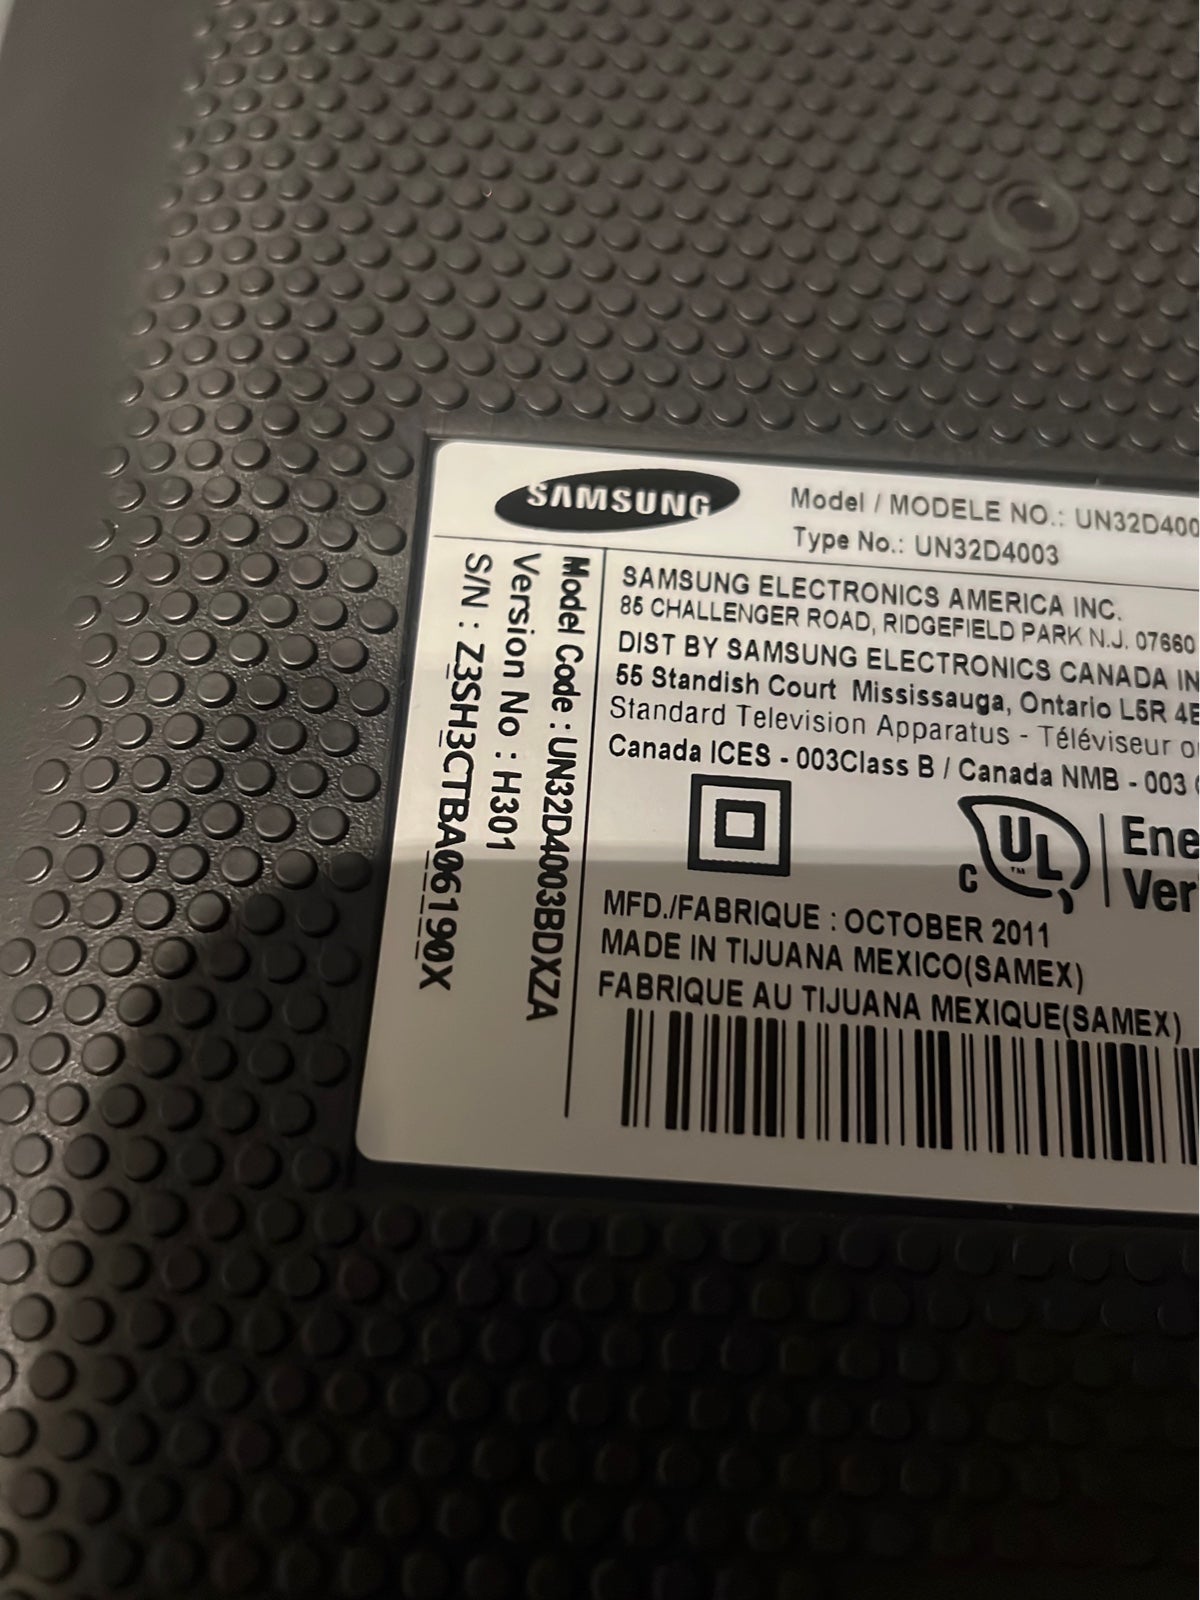 SAMSUNG
Model / MODELE NO.: UN32D400
Type No.: UN32D4003
Model Code : UN32D4003BDXZA
Version No : H301
S/N : Z3SH3CTBA06190X
SAMSUNG ELECTRONICS AMERICA INC.
85 CHALLENGER ROAD, RIDGEFIELD PARK N.J. 07660
DIST BY SAMSUNG ELECTRONICS CANADA IN
55 Standish Court Mississauga, Ontario L5R 4E
Standard Television Apparatus - Téléviseur o
Canada ICES - 003Class B / Canada NMB - 003
C UL ™
Ene
Ver
MFD./FABRIQUE : OCTOBER 2011
MADE IN TIJUANA MEXICO(SAMEX)
FABRIQUE AU TIJUANA MEXIQUE(SAMEX)